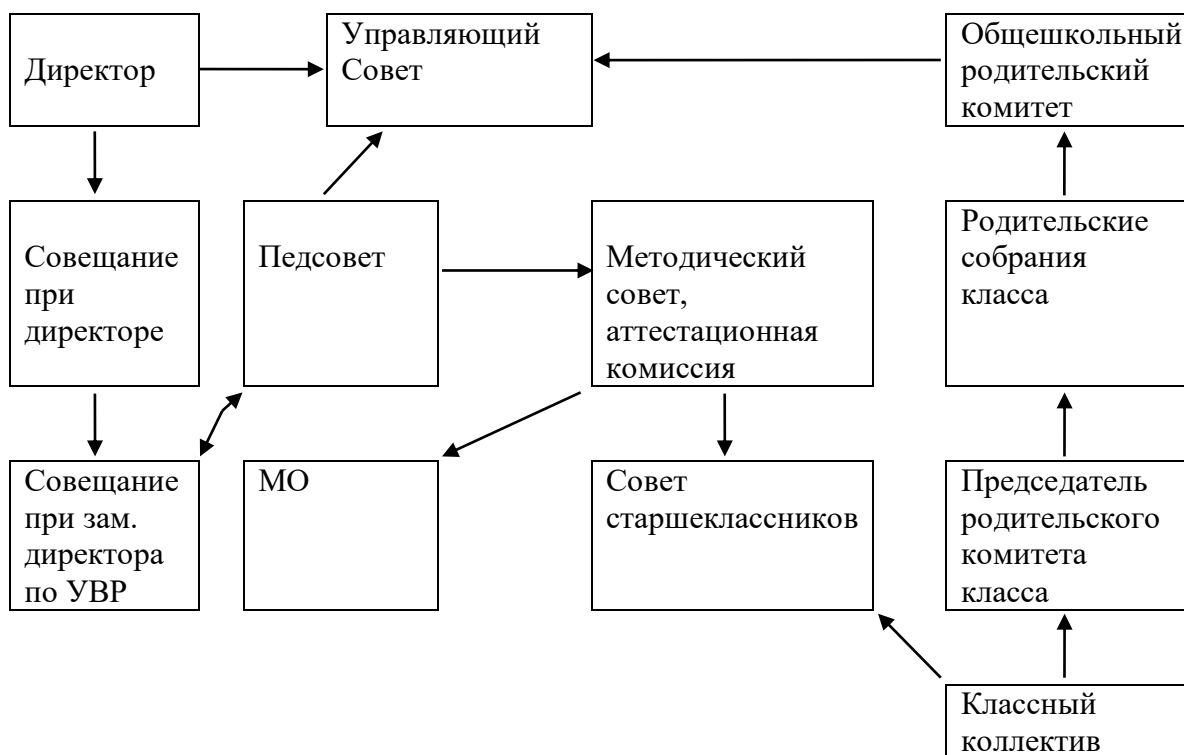 Директор
Управляющий
Совет
Общешкольный
родительский
комитет
Совещание
при
директоре
Педсовет
Методический
совет,
аттестационная
комиссия
Родительские
собрания
класса
Совещание
при зам.
директора
по УВР
МО
Совет
старшеклассников
Председатель
родительского
комитета
класса
Классный
коллектив